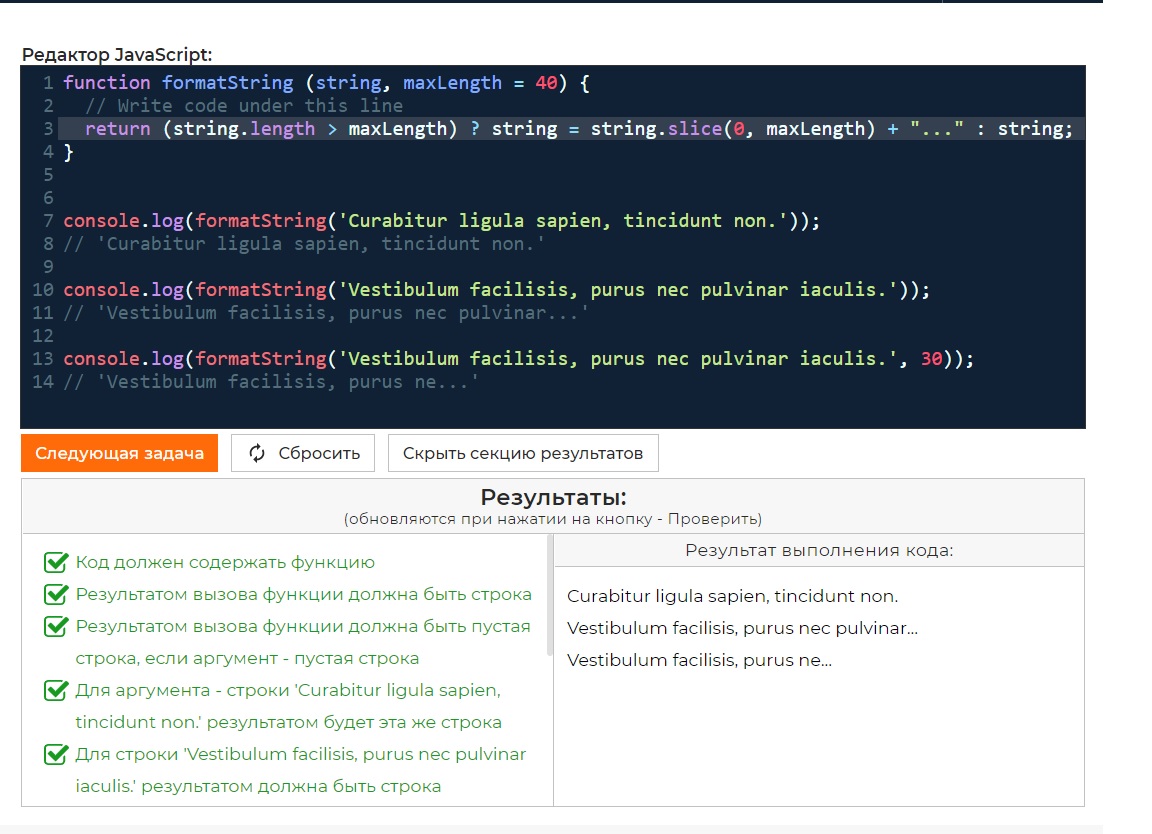 Редактор JavaScript:
1 function formatString (string, maxLength = 40) {
2   // Write code under this line
3   return (string.length > maxLength) ? string = string.slice(0, maxLength) + "..." : string;
4 }
5
6
7 console.log(formatString('Curabitur ligula sapien, tincidunt non.'));
8 // 'Curabitur ligula sapien, tincidunt non.'
9
10 console.log(formatString('Vestibulum facilisis, purus nec pulvinar iaculis.'));
11 // 'Vestibulum facilisis, purus nec pulvinar...'
12
13 console.log(formatString('Vestibulum facilisis, purus nec pulvinar iaculis.', 30));
14 // 'Vestibulum facilisis, purus ne...'
Следующая задача
Сбросить
Скрыть секцию результатов
Результаты:
(обновляются при нажатии на кнопку - Проверить)
Код должен содержать функцию
Результатом вызова функции должна быть строка
Результатом вызова функции должна быть пустая
строка, если аргумент - пустая строка
Для аргумента - строки 'Curabitur ligula sapien,
tincidunt non.' результатом будет эта же строка
Для строки 'Vestibulum facilisis, purus nec pulvinar
iaculis.' результатом должна быть строка
Результат выполнения кода:
Curabitur ligula sapien, tincidunt non.
Vestibulum facilisis, purus nec pulvinar...
Vestibulum facilisis, purus ne...